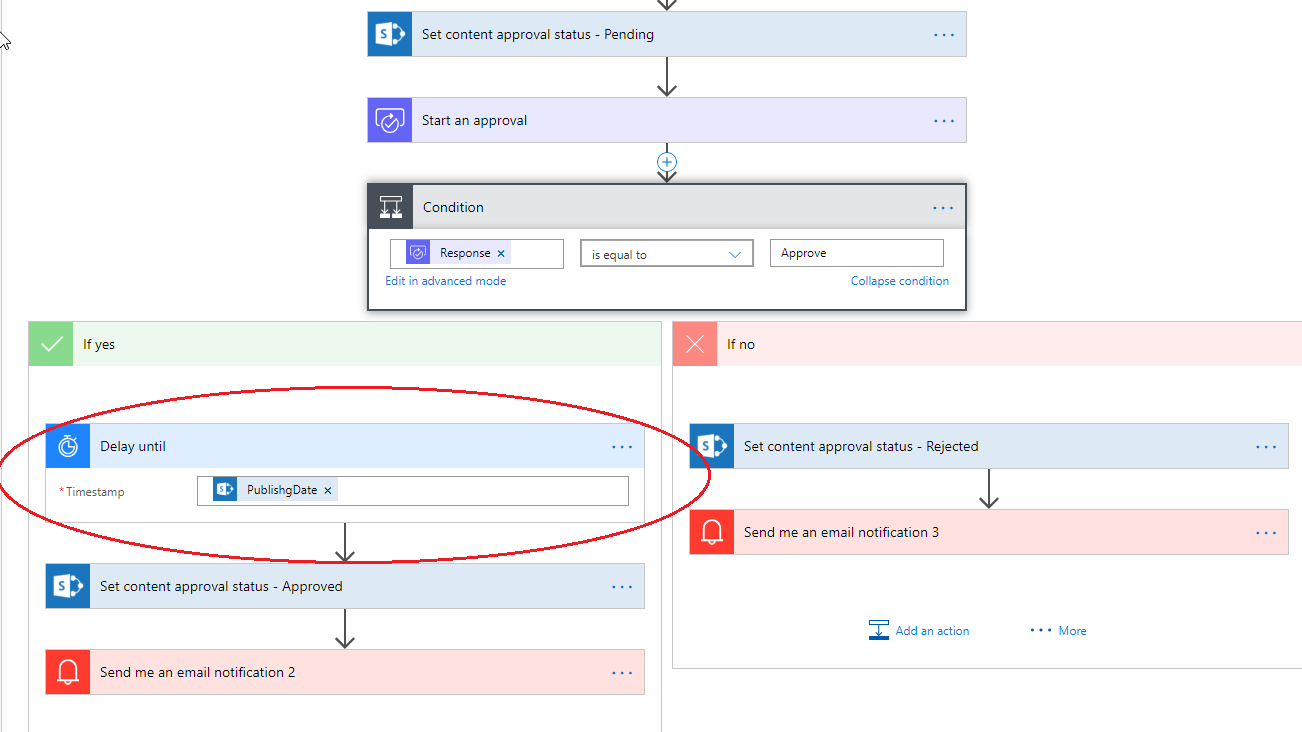 Set content approval status - Pending
Start an approval
Condition
Response × is equal to Approve
Edit in advanced mode Collapse condition
If yes
If no
Delay until
*Timestamp PublishgDate ×
Set content approval status - Approved
Send me an email notification 2
Set content approval status - Rejected
Send me an email notification 3
Add an action ··· More